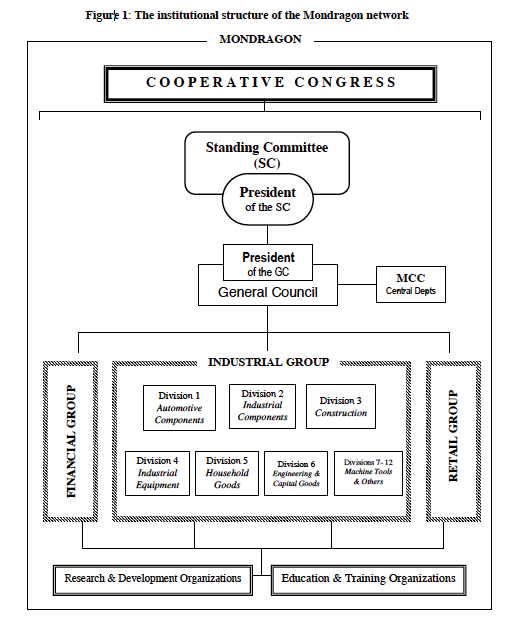 Figure 1: The institutional structure of the Mondragon network
MONDRAGON
COOPERATIVE CONGRESS
Standing Committee
(SC)
President
of the SC
President
of the GC
General Council
MCC
Central Depts
INDUSTRIAL GROUP
FINANCIAL GROUP
Division 1
Automotive
Components
Division 2
Industrial
Components
Division 3
Construction
Division 4
Industrial
Equipment
Division 5
Household
Goods
Division 6
Engineering &
Capital Goods
Divisions 7- 12
Machine Tools
& Others
RETAIL GROUP
Research & Development Organizations
Education & Training Organizations